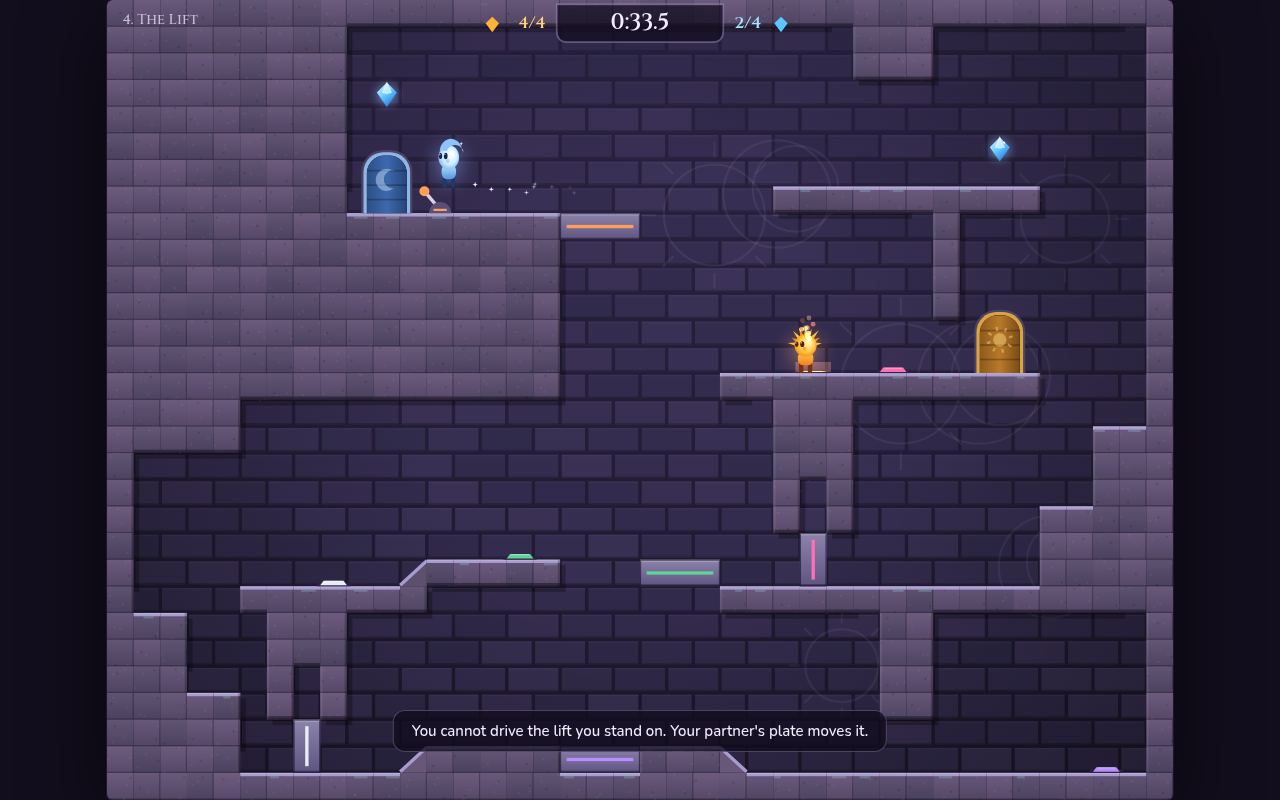 4. The Lift
4/4
0:33.5
2/4
You cannot drive the lift you stand on. Your partner's plate moves it.